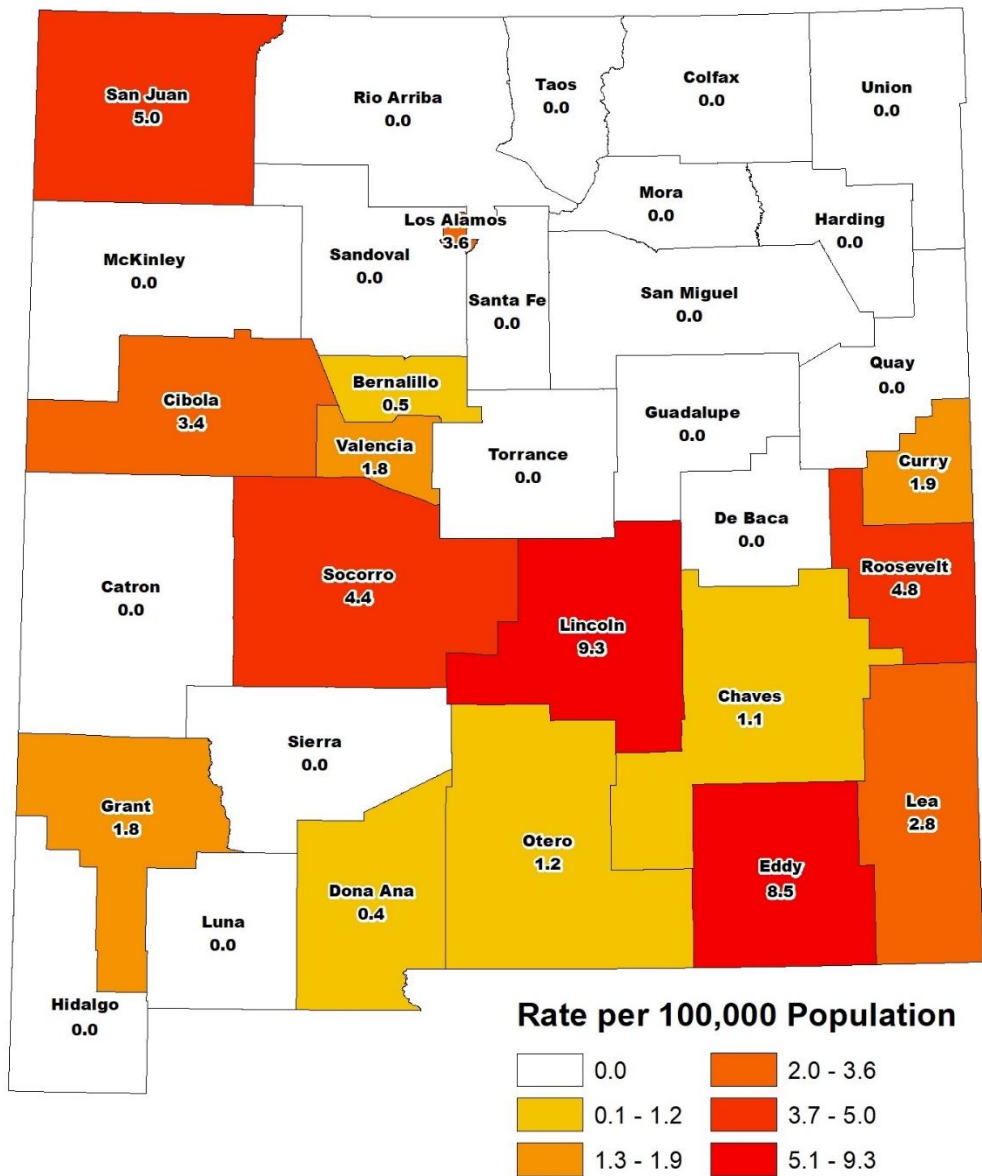 San Juan
5.0
Rio Arriba
0.0
Taos
0.0
Colfax
0.0
Union
0.0
Mora
0.0
Harding
0.0
Los Alamos
3.6
McKinley
0.0
Sandoval
0.0
Santa Fe
0.0
San Miguel
0.0
Quay
0.0
Bernalillo
0.5
Cibola
3.4
Guadalupe
0.0
Valencia
1.8
Torrance
0.0
Curry
1.9
De Baca
0.0
Catron
0.0
Socorro
4.4
Roosevelt
4.8
Lincoln
9.3
Chaves
1.1
Sierra
0.0
Grant
1.8
Lea
2.8
Otero
1.2
Eddy
8.5
Dona Ana
0.4
Luna
0.0
Hidalgo
0.0
Rate per 100,000 Population
0.0
2.0 - 3.6
0.1 - 1.2
3.7 - 5.0
1.3 - 1.9
5.1 - 9.3